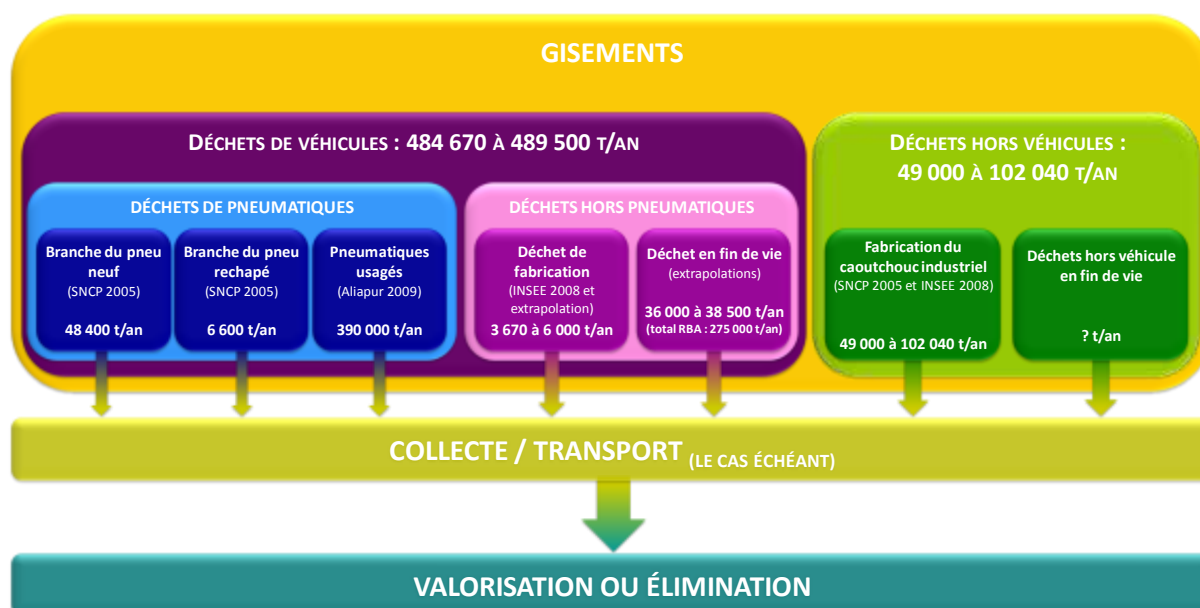 GISEMENTS
DÉCHETS DE VÉHICULES : 484 670 À 489 500 T/AN
DÉCHETS HORS VÉHICULES :
49 000 À 102 040 T/AN
DÉCHETS DE PNEUMATIQUES
DÉCHETS HORS PNEUMATIQUES
Branche du pneu
neuf
(SNCP 2005)
48 400 t/an
Branche du pneu
rechapé
(SNCP 2005)
6 600 t/an
Pneumatiques
usagés
(Aliapur 2009)
390 000 t/an
Déchet de
fabrication
(INSEE 2008 et
extrapolation)
3 670 à 6 000 t/an
Déchet en fin de vie
(extrapolations)
36 000 à 38 500 t/an
(total RBA : 275 000 t/an)
Fabrication du
caoutchouc industriel
(SNCP 2005 et INSEE 2008)
49 000 à 102 040 t/an
Déchets hors véhicule
en fin de vie
? t/an
COLLECTE / TRANSPORT (LE CAS ÉCHÉANT)
VALORISATION OU ÉLIMINATION